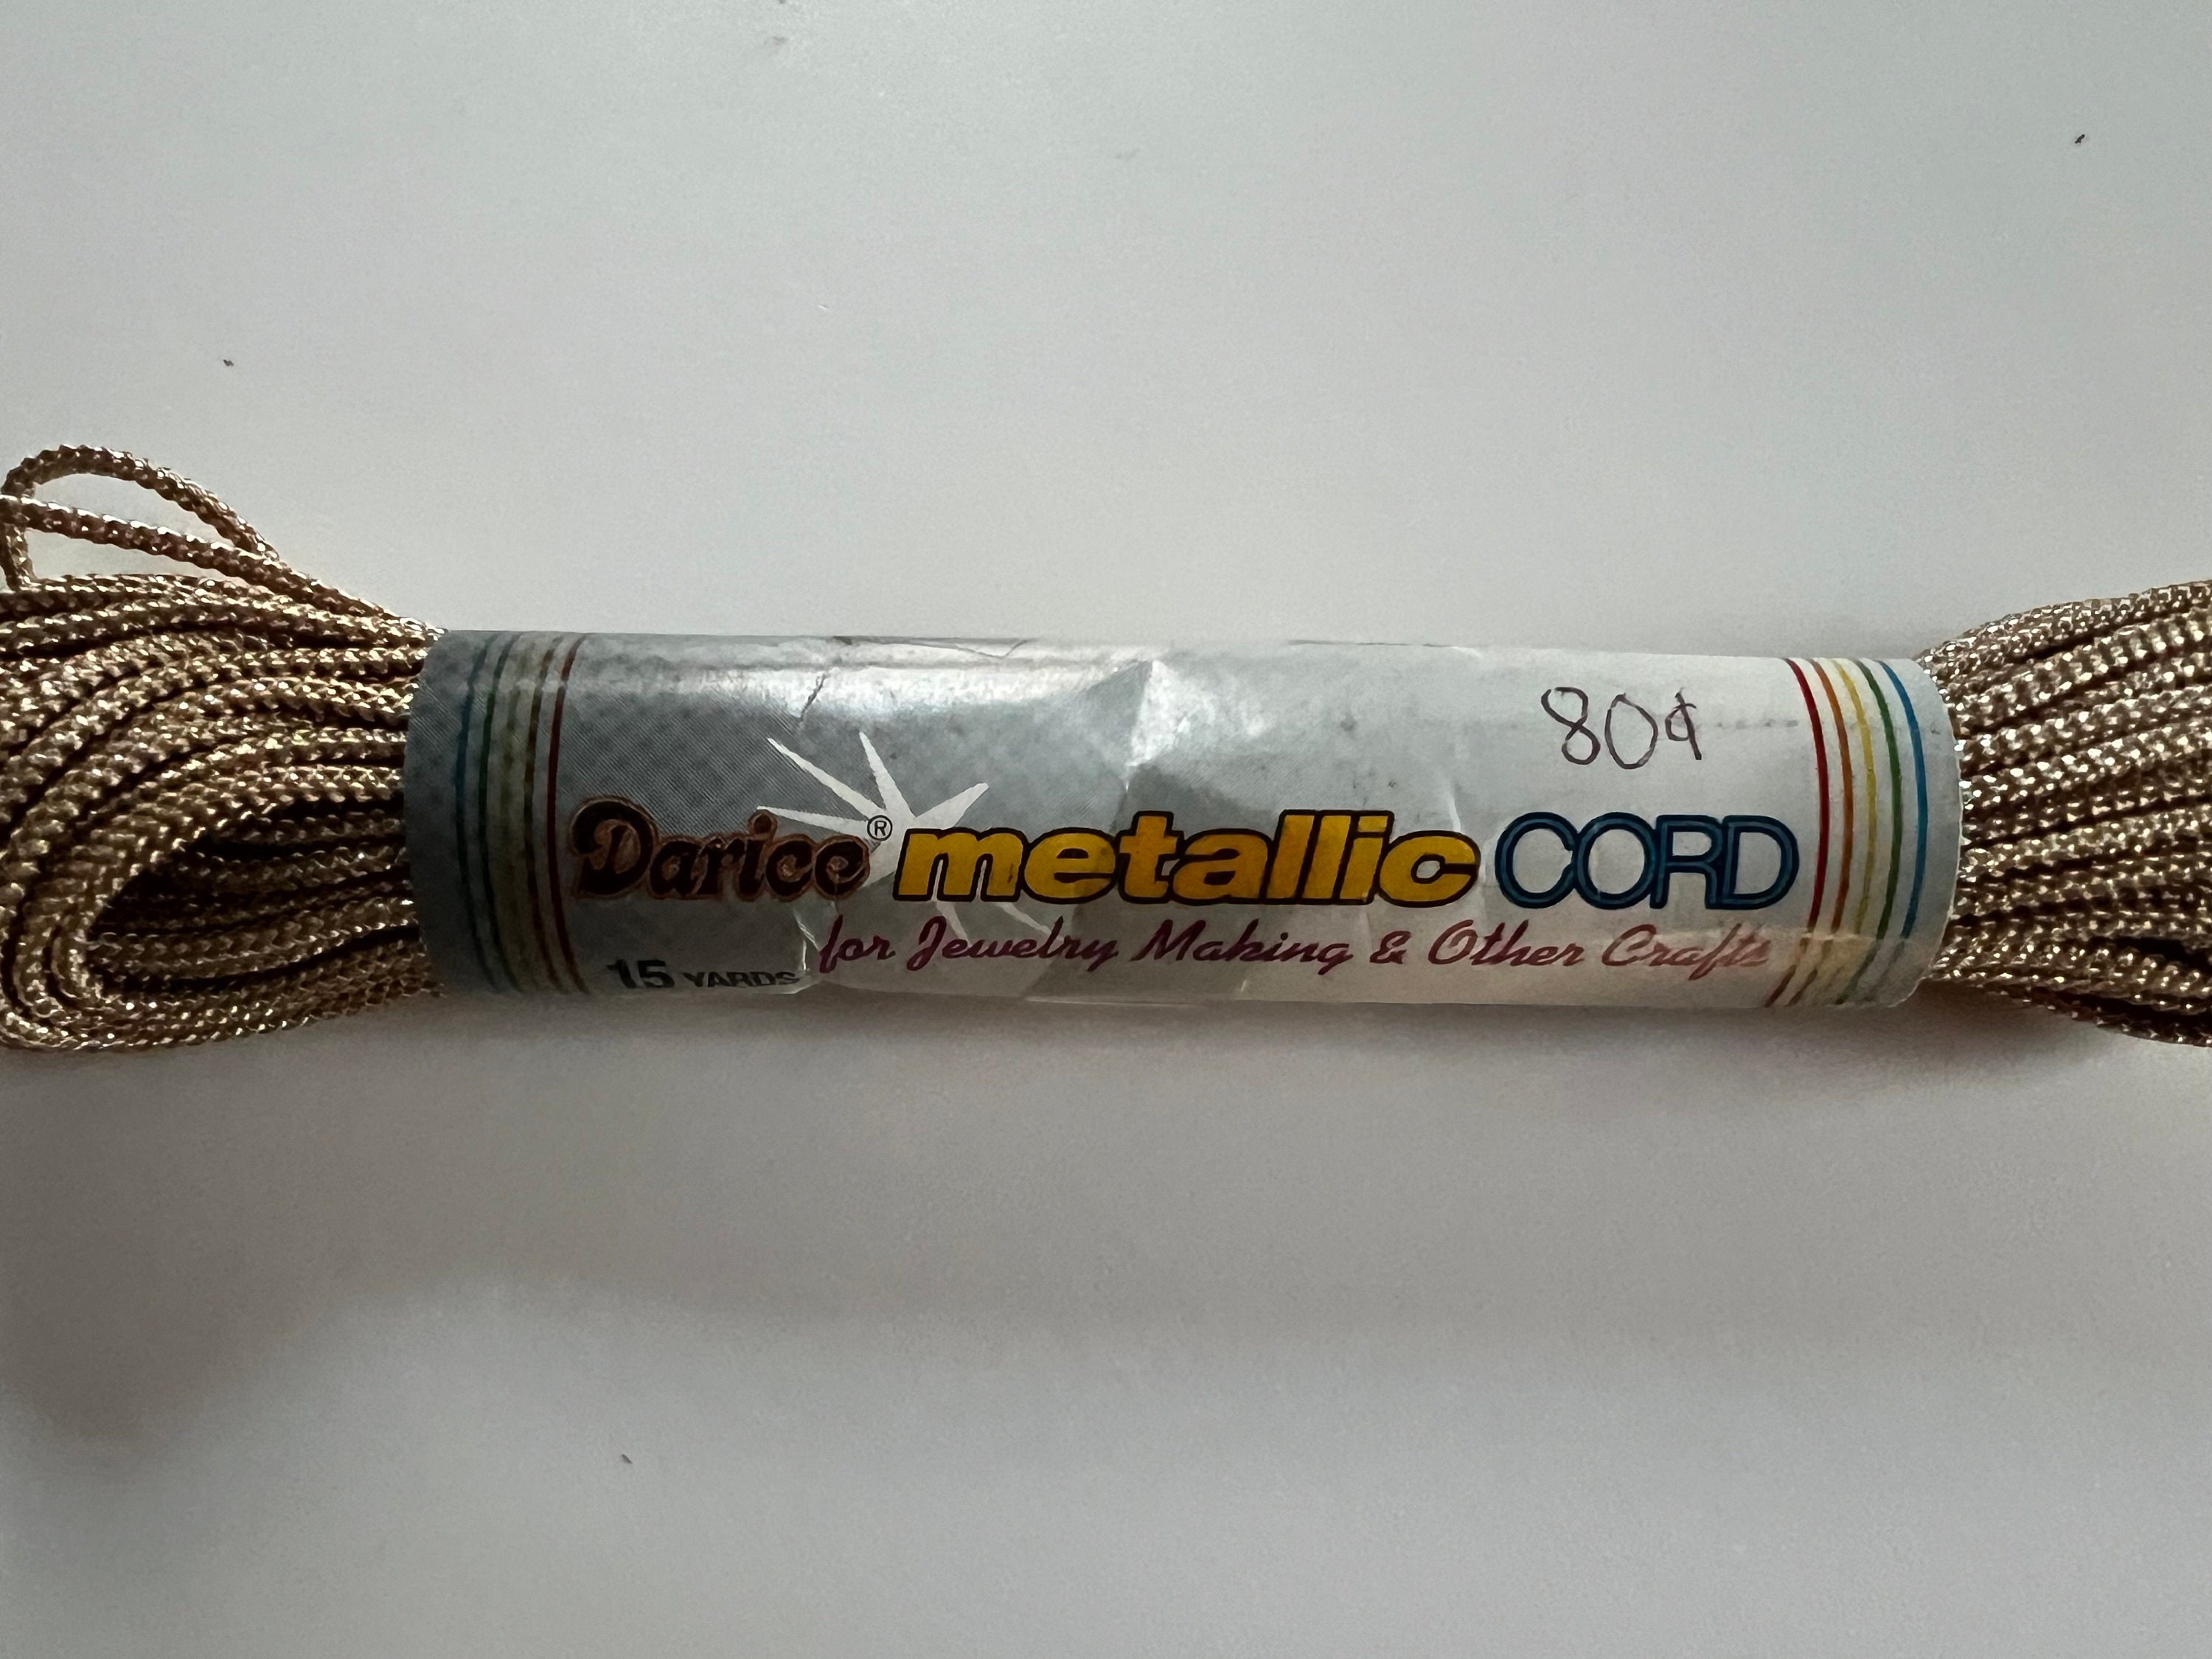 80¢
Darice® metallic CORD
for Jewelry Making & Other Crafts
15 YARDS